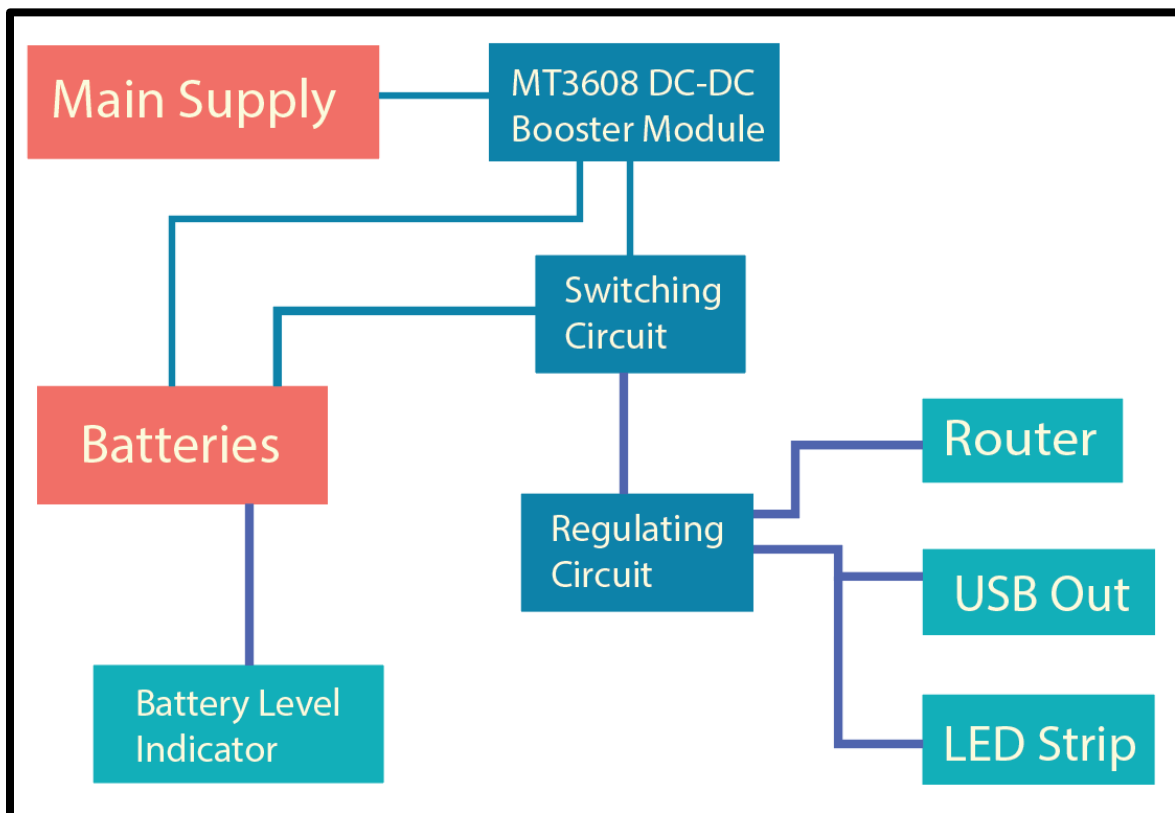 Main Supply
MT3608 DC-DC
Booster Module
Switching
Circuit
Batteries
Router
Regulating
Circuit
USB Out
Battery Level
Indicator
LED Strip